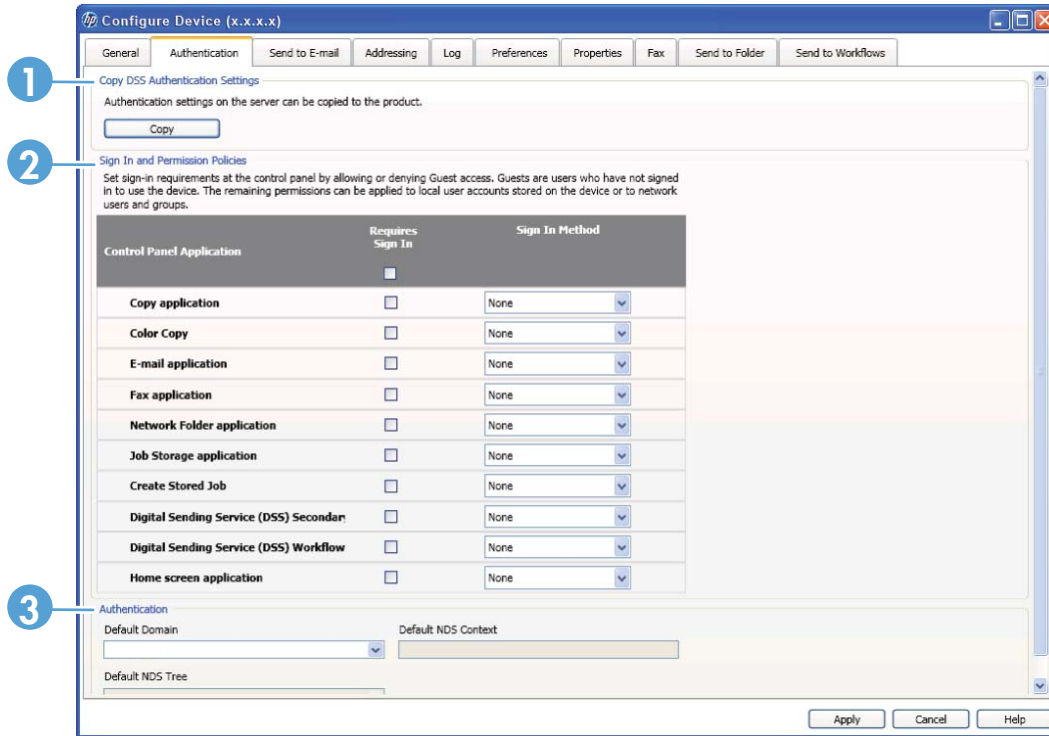 hp Configure Device (x.x.x.x)
General Authentication Send to E-mail Addressing Log Preferences Properties Fax Send to Folder Send to Workflows
1 Copy DSS Authentication Settings
Authentication settings on the server can be copied to the product.
Copy
2 Sign In and Permission Policies
Set sign-in requirements at the control panel by allowing or denying Guest access. Guests are users who have not signed
in to use the device. The remaining permissions can be applied to local user accounts stored on the device or to network
users and groups.
Control Panel Application Requires Sign In Sign In Method
Copy application None
Color Copy None
E-mail application None
Fax application None
Network Folder application None
Job Storage application None
Create Stored Job None
Digital Sending Service (DSS) Secondary None
Digital Sending Service (DSS) Workflow None
Home screen application None
3 Authentication
Default Domain Default NDS Context
Default NDS Tree
Apply Cancel Help